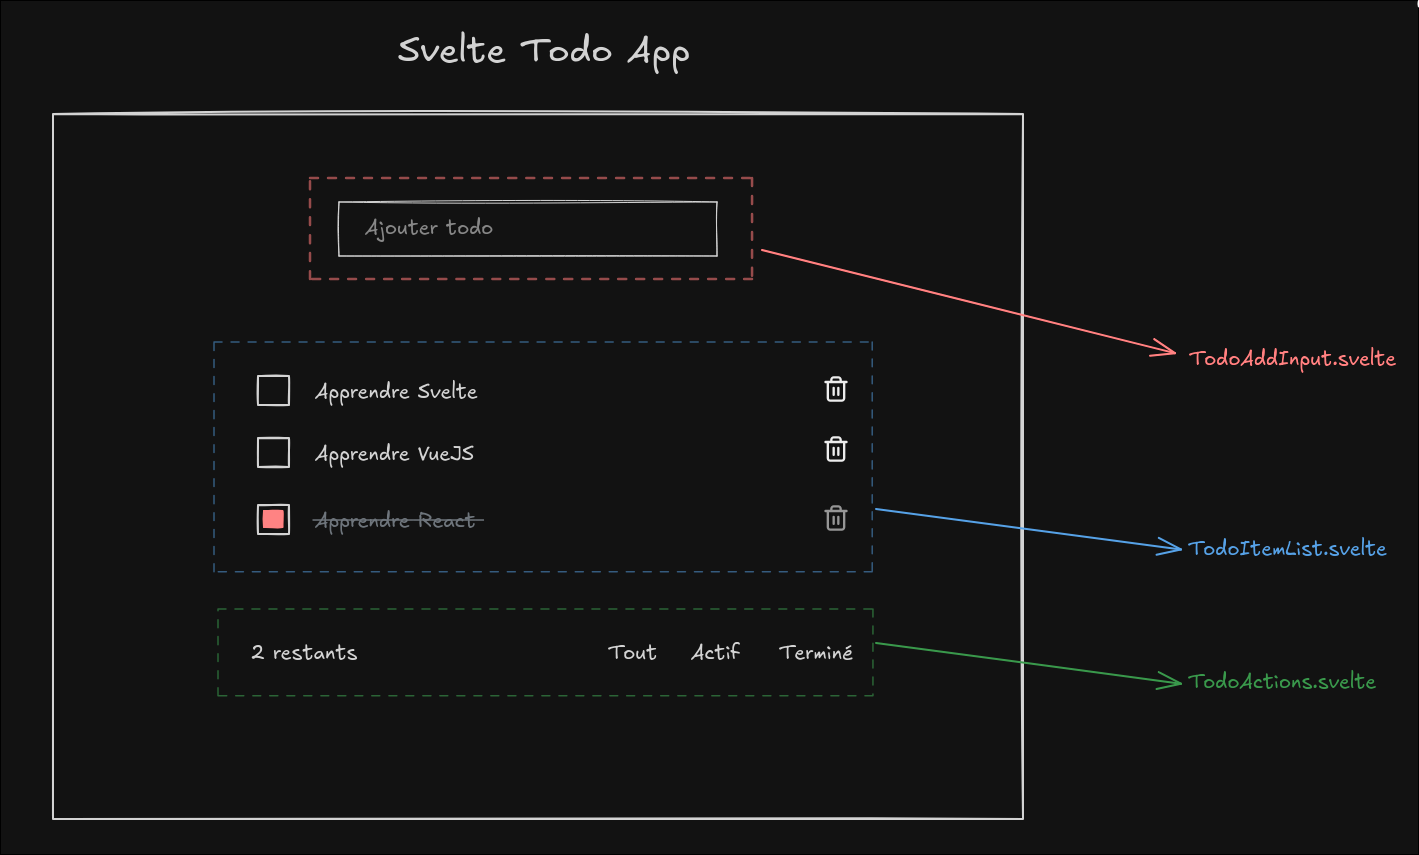 Svelte Todo App
Ajouter todo
TodoAddInput.svelte
Apprendre Svelte
Apprendre VueJS
Apprendre React
TodoItemList.svelte
2 restants Tout Actif Terminé
TodoActions.svelte